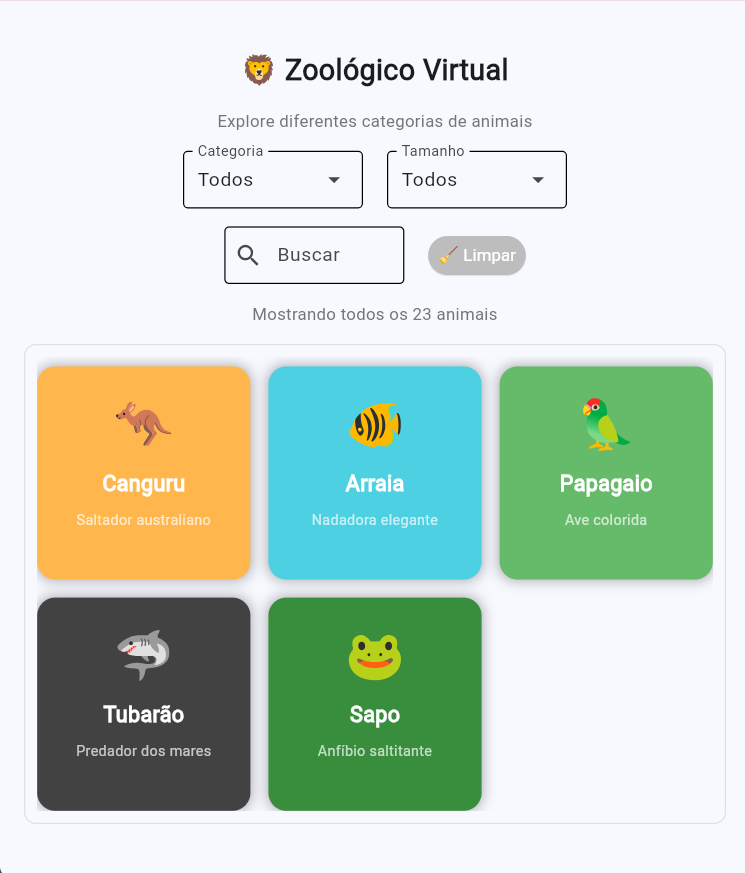 🦁 Zoológico Virtual
Explore diferentes categorias de animais
Categoria
Todos
Tamanho
Todos
Buscar
🧹 Limpar
Mostrando todos os 23 animais
Canguru
Saltador australiano
Arraia
Nadadora elegante
Papagaio
Ave colorida
Tubarão
Predador dos mares
Sapo
Anfíbio saltitante